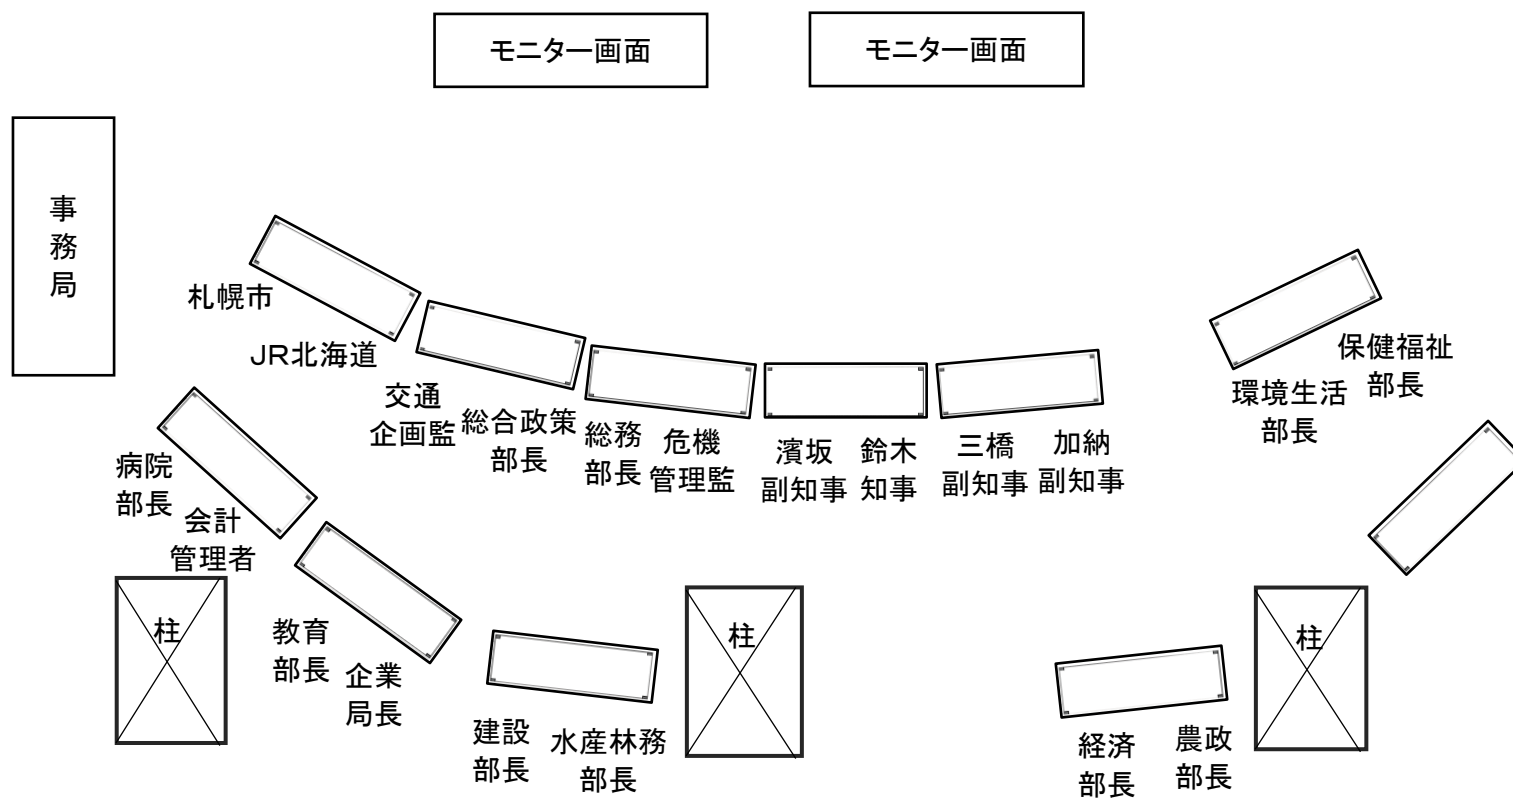 モニター画面
モニター画面
事
務
局
札幌市
JR北海道
交通
企画監
総合政策
部長
総務
部長
危機
管理監
濱坂
副知事
鈴木
知事
三橋
副知事
加納
副知事
環境生活
部長
保健福祉
部長
病院
部長
会計
管理者
教育
部長
企業
局長
建設
部長
水産林務
部長
経済
部長
農政
部長
柱
柱
柱